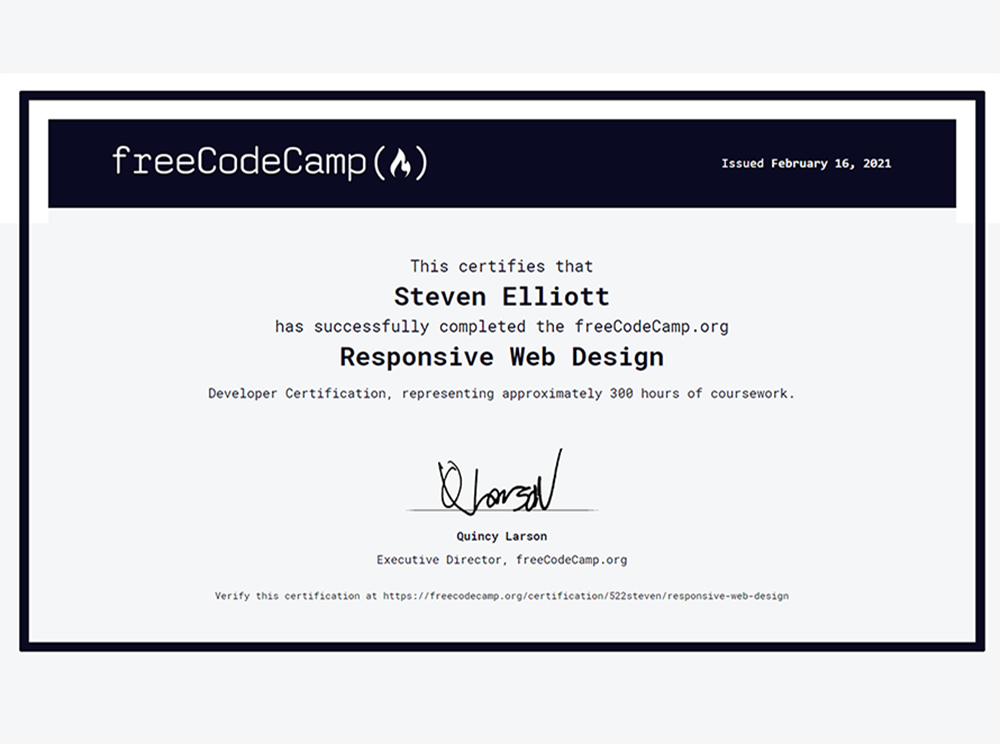 freeCodeCamp(🔥)
Issued February 16, 2021
This certifies that
Steven Elliott
has successfully completed the freeCodeCamp.org
Responsive Web Design
Developer Certification, representing approximately 300 hours of coursework.
Q Larson
Quincy Larson
Executive Director, freeCodeCamp.org
Verify this certification at https://freecodecamp.org/certification/522steven/responsive-web-design